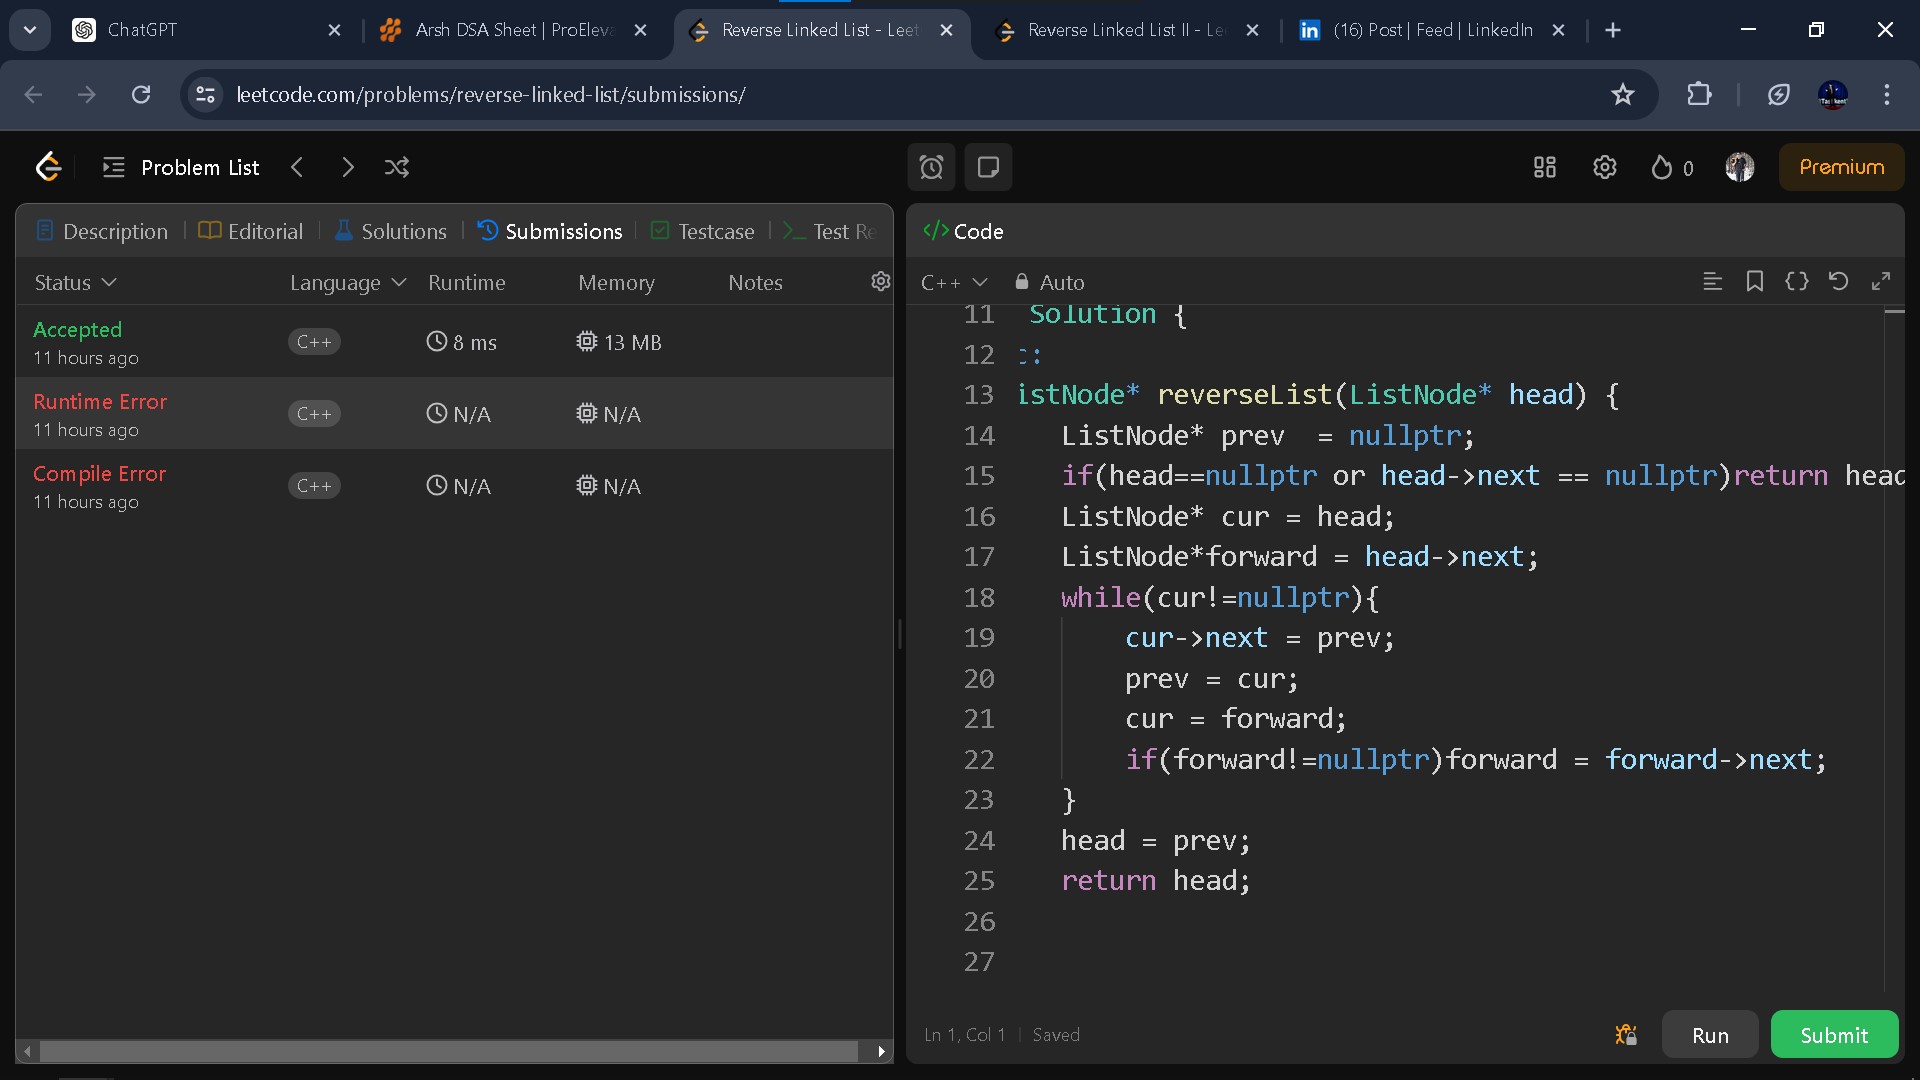 ChatGPT
Arsh DSA Sheet | ProEleva
Reverse Linked List - Leet
Reverse Linked List II - Le
(16) Post | Feed | LinkedIn
leetcode.com/problems/reverse-linked-list/submissions/
Problem List
0
Premium
Description
Editorial
Solutions
Submissions
Testcase
Test Re
Code
Status
Language
Runtime
Memory
Notes
C++
Auto
Accepted
11 hours ago
C++
8 ms
13 MB
Runtime Error
11 hours ago
C++
N/A
N/A
Compile Error
11 hours ago
C++
N/A
N/A
11 Solution {
12 c:
13 istNode* reverseList(ListNode* head) {
14 ListNode* prev  = nullptr;
15 if(head==nullptr or head->next == nullptr)return head
16 ListNode* cur = head;
17 ListNode*forward = head->next;
18 while(cur!=nullptr){
19 cur->next = prev;
20 prev = cur;
21 cur = forward;
22 if(forward!=nullptr)forward = forward->next;
23 }
24 head = prev;
25 return head;
26
27
Ln 1, Col 1 | Saved
Run
Submit